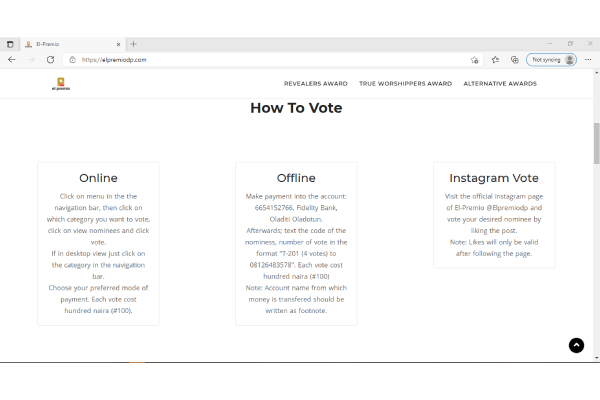 El-Premio
https://elpremiodp.com
Not syncing
el-premio
REVEALERS AWARD TRUE WORSHIPPERS AWARD ALTERNATIVE AWARDS
How To Vote
Online
Click on menu in the the
navigation bar, then click on
which category you want to vote,
click on view nominees and click
vote.
If in desktop view just click on
the category in the navigation
bar.
Choose your preferred mode of
payment. Each vote cost
hundred naira (#100).
Offline
Make payment into the account:
6654152766, Fidelity Bank,
Oladiti Oladotun.
Afterwards; text the code of the
nominess, number of vote in the
format "T-201 (4 votes) to
08126483578". Each vote cost
hundred naira (#100)
Note: Account name from which
money is transfered should be
written as footnote.
Instagram Vote
Visit the official instagram page
of El-Premio @Elpremiodp and
vote your desired nominee by
liking the post.
Note: Likes will only be valid
after following the page.